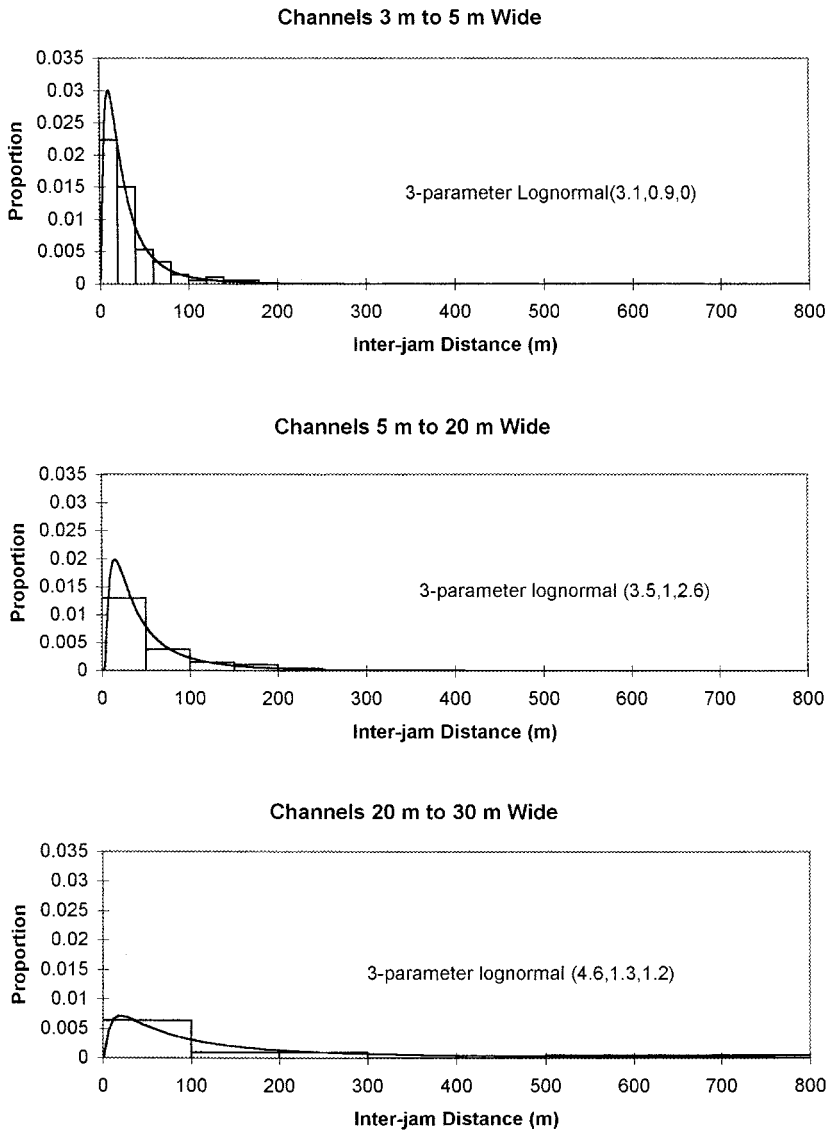 Channels 3 m to 5 m Wide
0.035
0.03
0.025
0.02
0.015
0.01
0.005
0
Proportion
3-parameter Lognormal(3.1,0.9,0)
0 100 200 300 400 500 600 700 800
Inter-jam Distance (m)
Channels 5 m to 20 m Wide
0.035
0.03
0.025
0.02
0.015
0.01
0.005
0
Proportion
3-parameter lognormal (3.5,1,2.6)
0 100 200 300 400 500 600 700 800
Inter-jam Distance (m)
Channels 20 m to 30 m Wide
0.035
0.03
0.025
0.02
0.015
0.01
0.005
0
Proportion
3-parameter lognormal (4.6,1.3,1.2)
0 100 200 300 400 500 600 700 800
Inter-jam Distance (m)